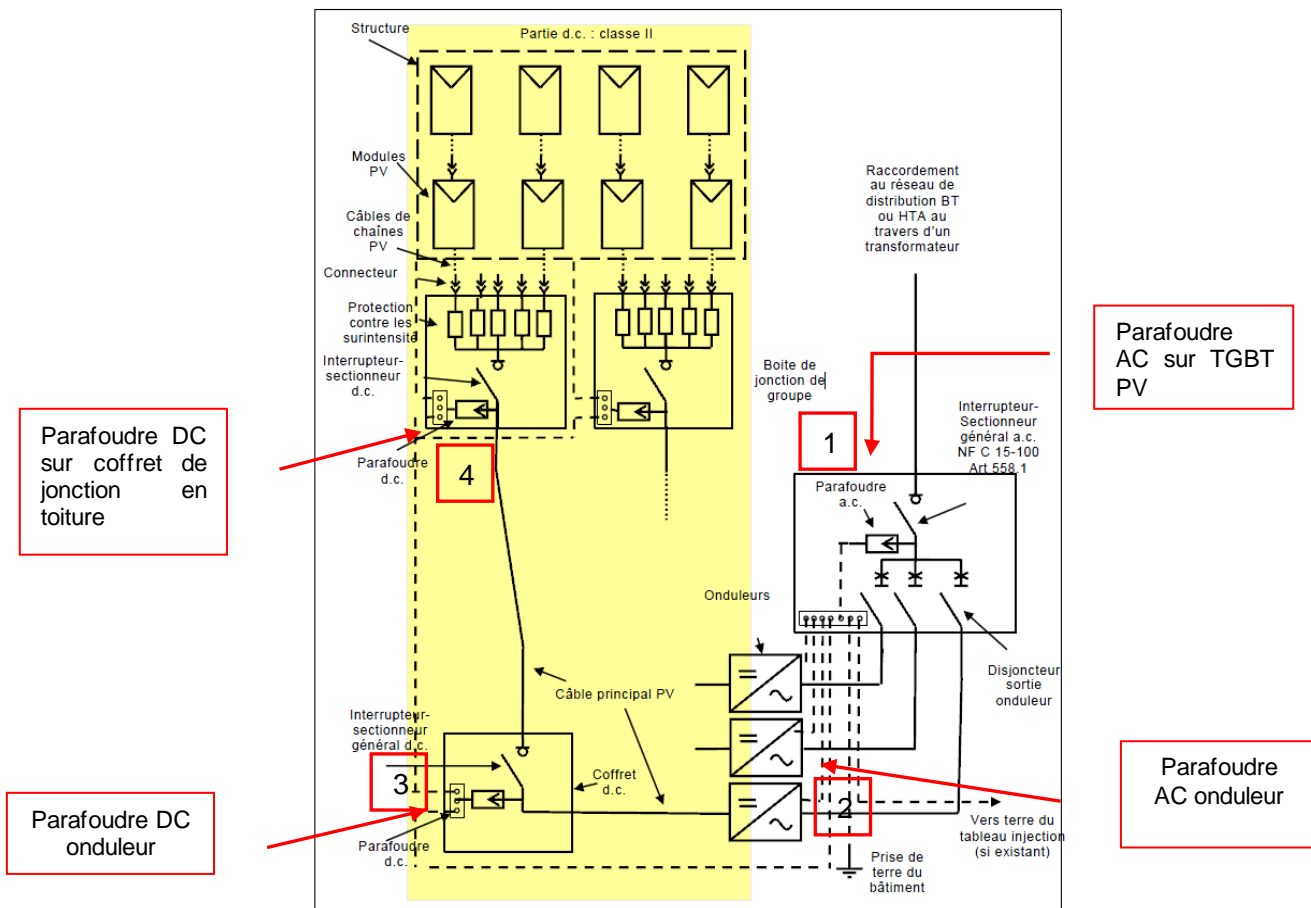 Structure
Partie d.c. : classe II
Modules
PV
Câbles de
chaînes
PV
Connecteur
Protection
contre les
surintensité
Interrupteur-
sectionneur
d.c.
Parafoudre
d.c.
Parafoudre DC
sur coffret de
jonction en
toiture
4
Raccordement
au réseau de
distribution BT
ou HTA au
travers d'un
transformateur
Parafoudre
AC sur TGBT
PV
Boite de
jonction de
groupe
1
Interrupteur-
Sectionneur
général a.c.
NF C 15-100
Art 558.1
Parafoudre
a.c.
Onduleurs
Disjoncteur
sortie
onduleur
Câble principal PV
Interrupteur-
sectionneur
général d.c.
3
Coffret
d.c.
Parafoudre DC
onduleur
Parafoudre
d.c.
2
Parafoudre
AC onduleur
Vers terre du
tableau injection
(si existant)
Prise de
terre du
bâtiment